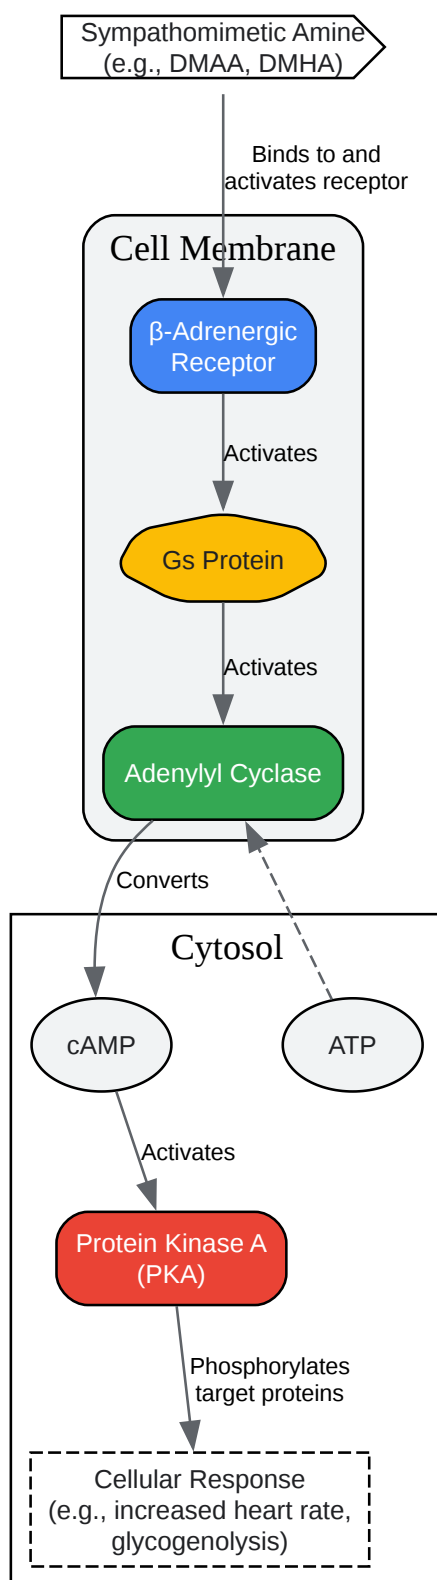 Sympathomimetic Amine
(e.g., DMAA, DMHA)
Binds to and
activates receptor
Cell Membrane
β-Adrenergic
Receptor
Activates
Gs Protein
Activates
Adenylyl Cyclase
Converts
Cytosol
cAMP
ATP
Activates
Protein Kinase A
(PKA)
Phosphorylates
target proteins
Cellular Response
(e.g., increased heart rate,
glycogenolysis)